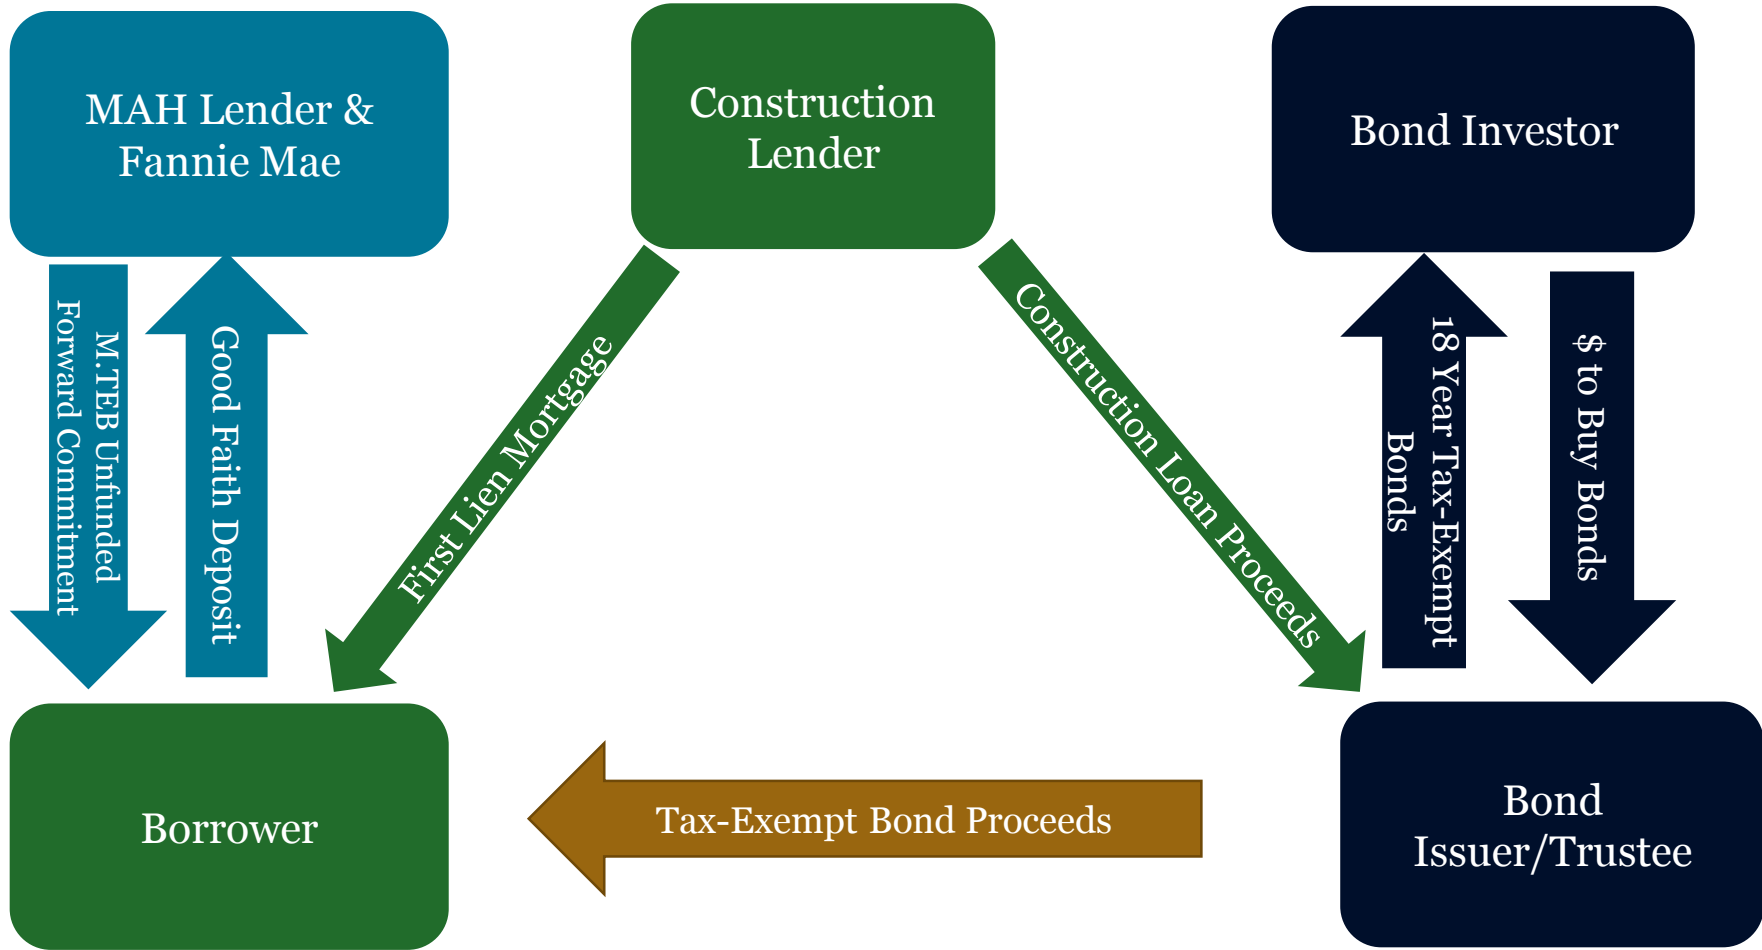 MAH Lender &
Fannie Mae
Construction
Lender
Bond Investor
M.TEB Unfunded
Forward Commitment
Good Faith Deposit
First Lien Mortgage
Construction Loan Proceeds
18 Year Tax-Exempt
Bonds
$ to Buy Bonds
Borrower
Tax-Exempt Bond Proceeds
Bond
Issuer/Trustee